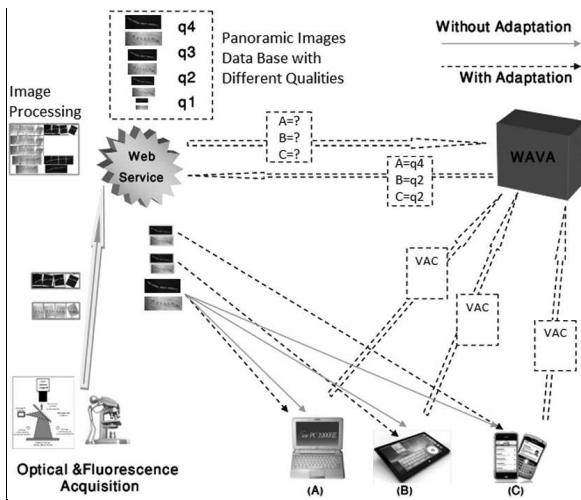 q4
q3
q2
q1
Panoramic Images
Data Base with
Different Qualities
Without Adaptation
With Adaptation
Image
Processing
Web
Service
A=?
B=?
C=?
A=q4
B=q2
C=q2
WAVA
VAC
VAC
VAC
Optical &Fluorescence
Acquisition
(A)
(B)
(C)